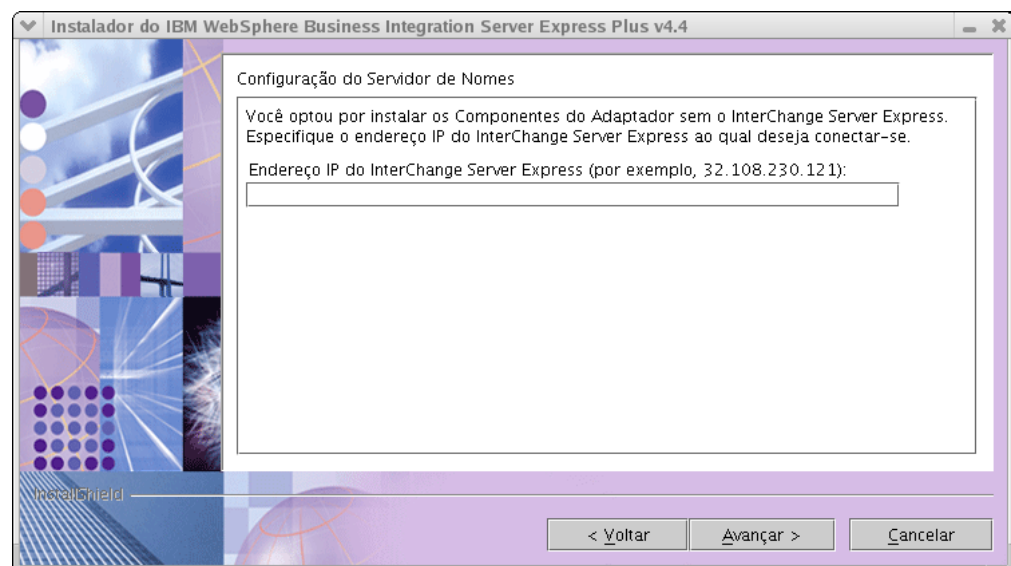 Instalador do IBM WebSphere Business Integration Server Express Plus v4.4
Configuração do Servidor de Nomes
Você optou por instalar os Componentes do Adaptador sem o InterChange Server Express.
Especifique o endereço IP do InterChange Server Express ao qual deseja conectar-se.
Endereço IP do InterChange Server Express (por exemplo, 32.108.230.121):
InstallShield
< Voltar
Avançar >
Cancelar